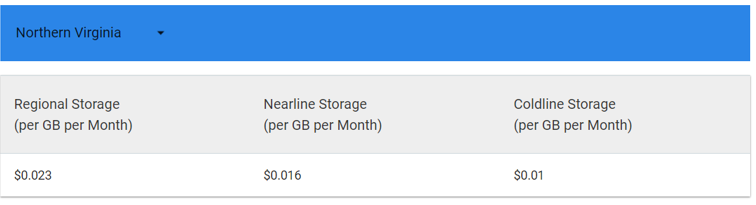 Northern Virginia
Regional Storage
(per GB per Month)
Nearline Storage
(per GB per Month)
Coldline Storage
(per GB per Month)
$0.023
$0.016
$0.01